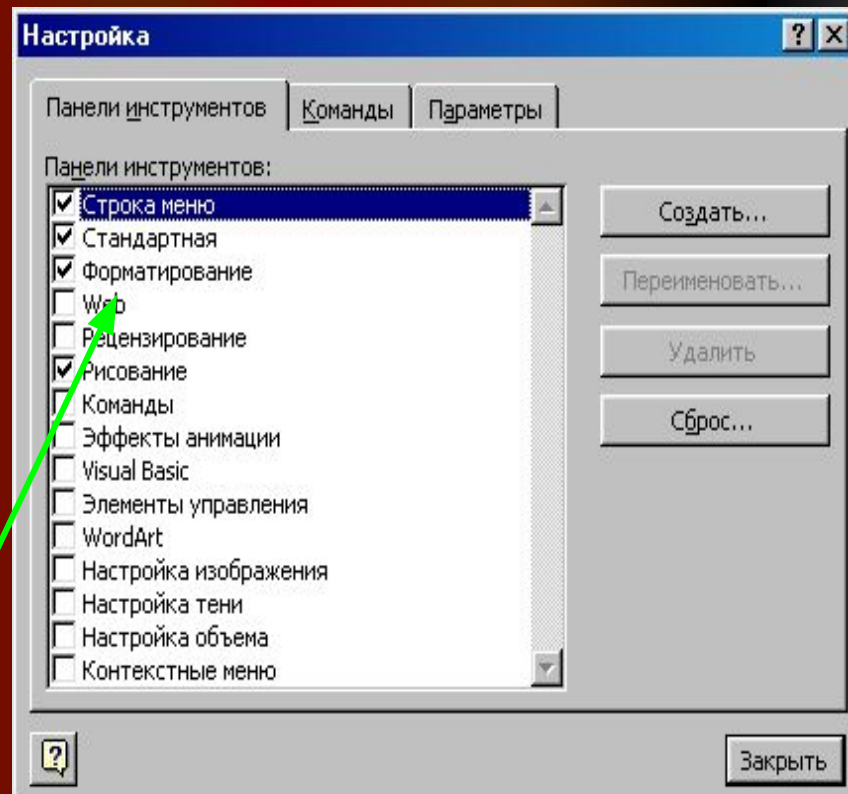 Настройка
Панели инструментов Команды Параметры
Панели инструментов:
Строка меню
Стандартная
Форматирование
Web
Рецензирование
Рисование
Команды
Эффекты анимации
Visual Basic
Элементы управления
WordArt
Настройка изображения
Настройка тени
Настройка объема
Контекстные меню
Создать...
Переименовать...
Удалить
Сброс...
Закрыть